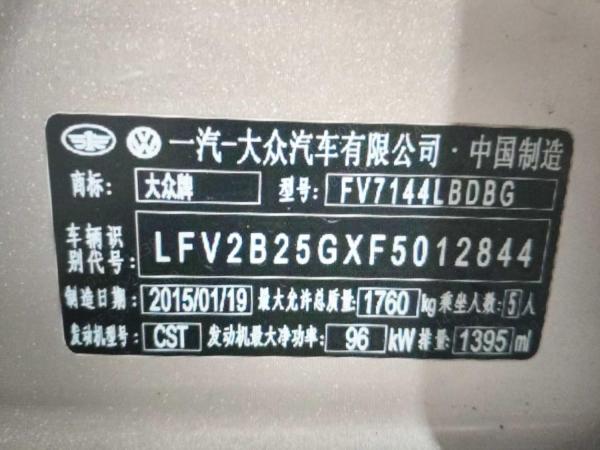 一汽-大众汽车有限公司·中国制造
商标: 大众牌 型号: FV7144LBDBG
车辆识别代号: LFV2B25GXF5012844
制造日期: 2015/01/19 最大允许总质量: 1760 kg 乘坐人数: 5 人
发动机型号: CST 发动机最大净功率: 96 kW 排量: 1395 ml